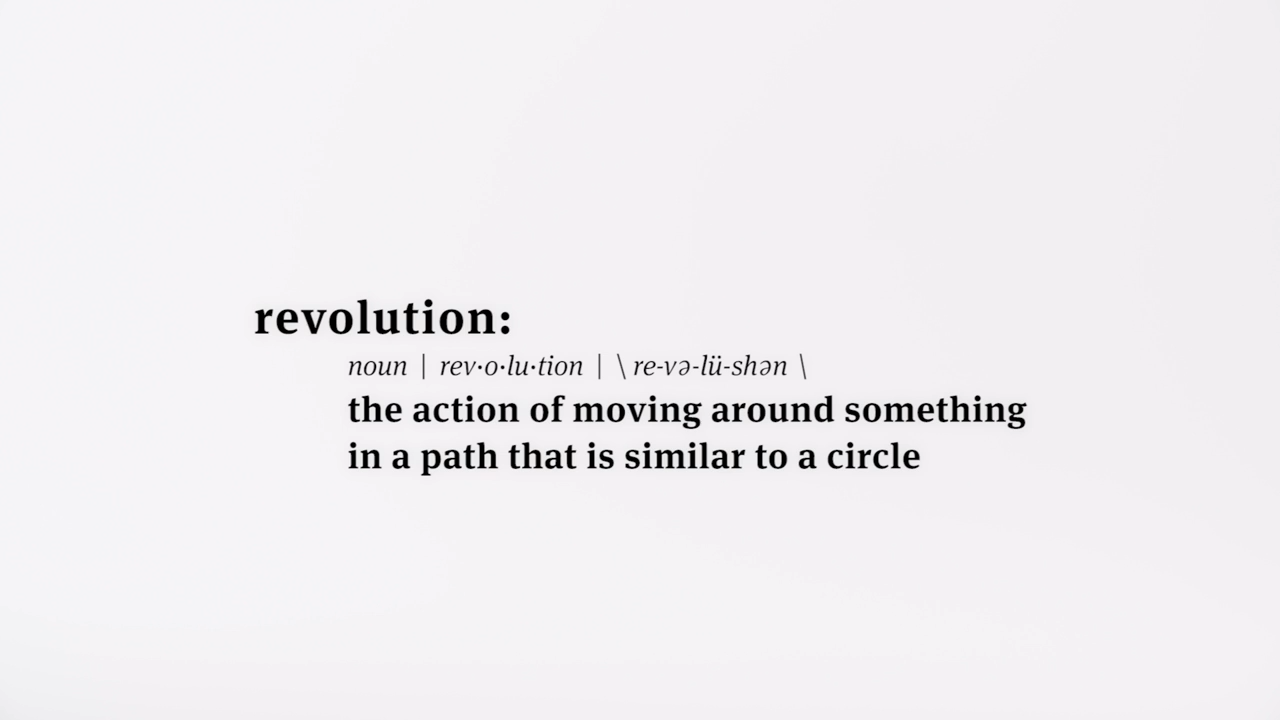 revolution:
noun | rev·o·lu·tion | \ re-və-lü-shən \
the action of moving around something
in a path that is similar to a circle